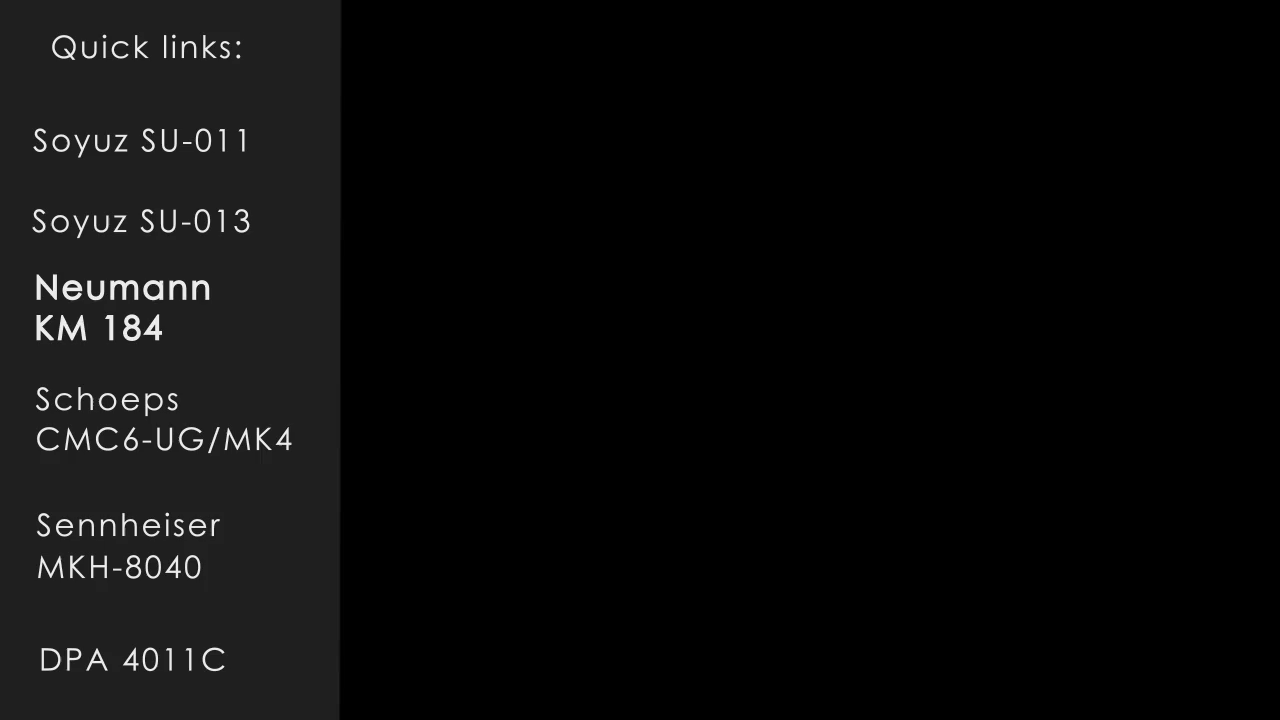 Quick links:
Soyuz SU-011
Soyuz SU-013
Neumann
KM 184
Schoeps
CMC6-UG/MK4
Sennheiser
MKH-8040
DPA 4011C